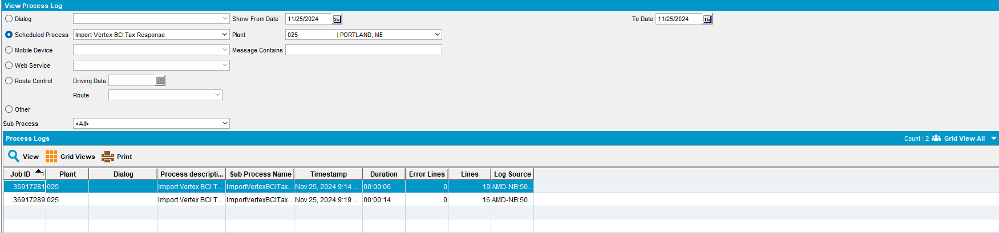 View Process Log
Dialog Show From Date 11/25/2024 16 To Date 11/25/2024 16
Scheduled Process Import Vertex BCI Tax Response Plant 025 | PORTLAND, ME
Mobile Device Message Contains
Web Service
Route Control Driving Date 16
Route
Other
Sub Process <All>
Process Logs Count : 2 Grid View All
View Grid Views Print
Job ID 1 Plant Dialog Process descripti... Sub Process Name Timestamp Duration Error Lines Lines Log Source
36917281 025 Import Vertex BCI T... ImportVertexBCITax... Nov 25, 2024 9:14 ... 00:00:06 0 19 AMD-NB:50...
36917289 025 Import Vertex BCI T... ImportVertexBCITax... Nov 25, 2024 9:19 ... 00:00:14 0 16 AMD-NB:50...